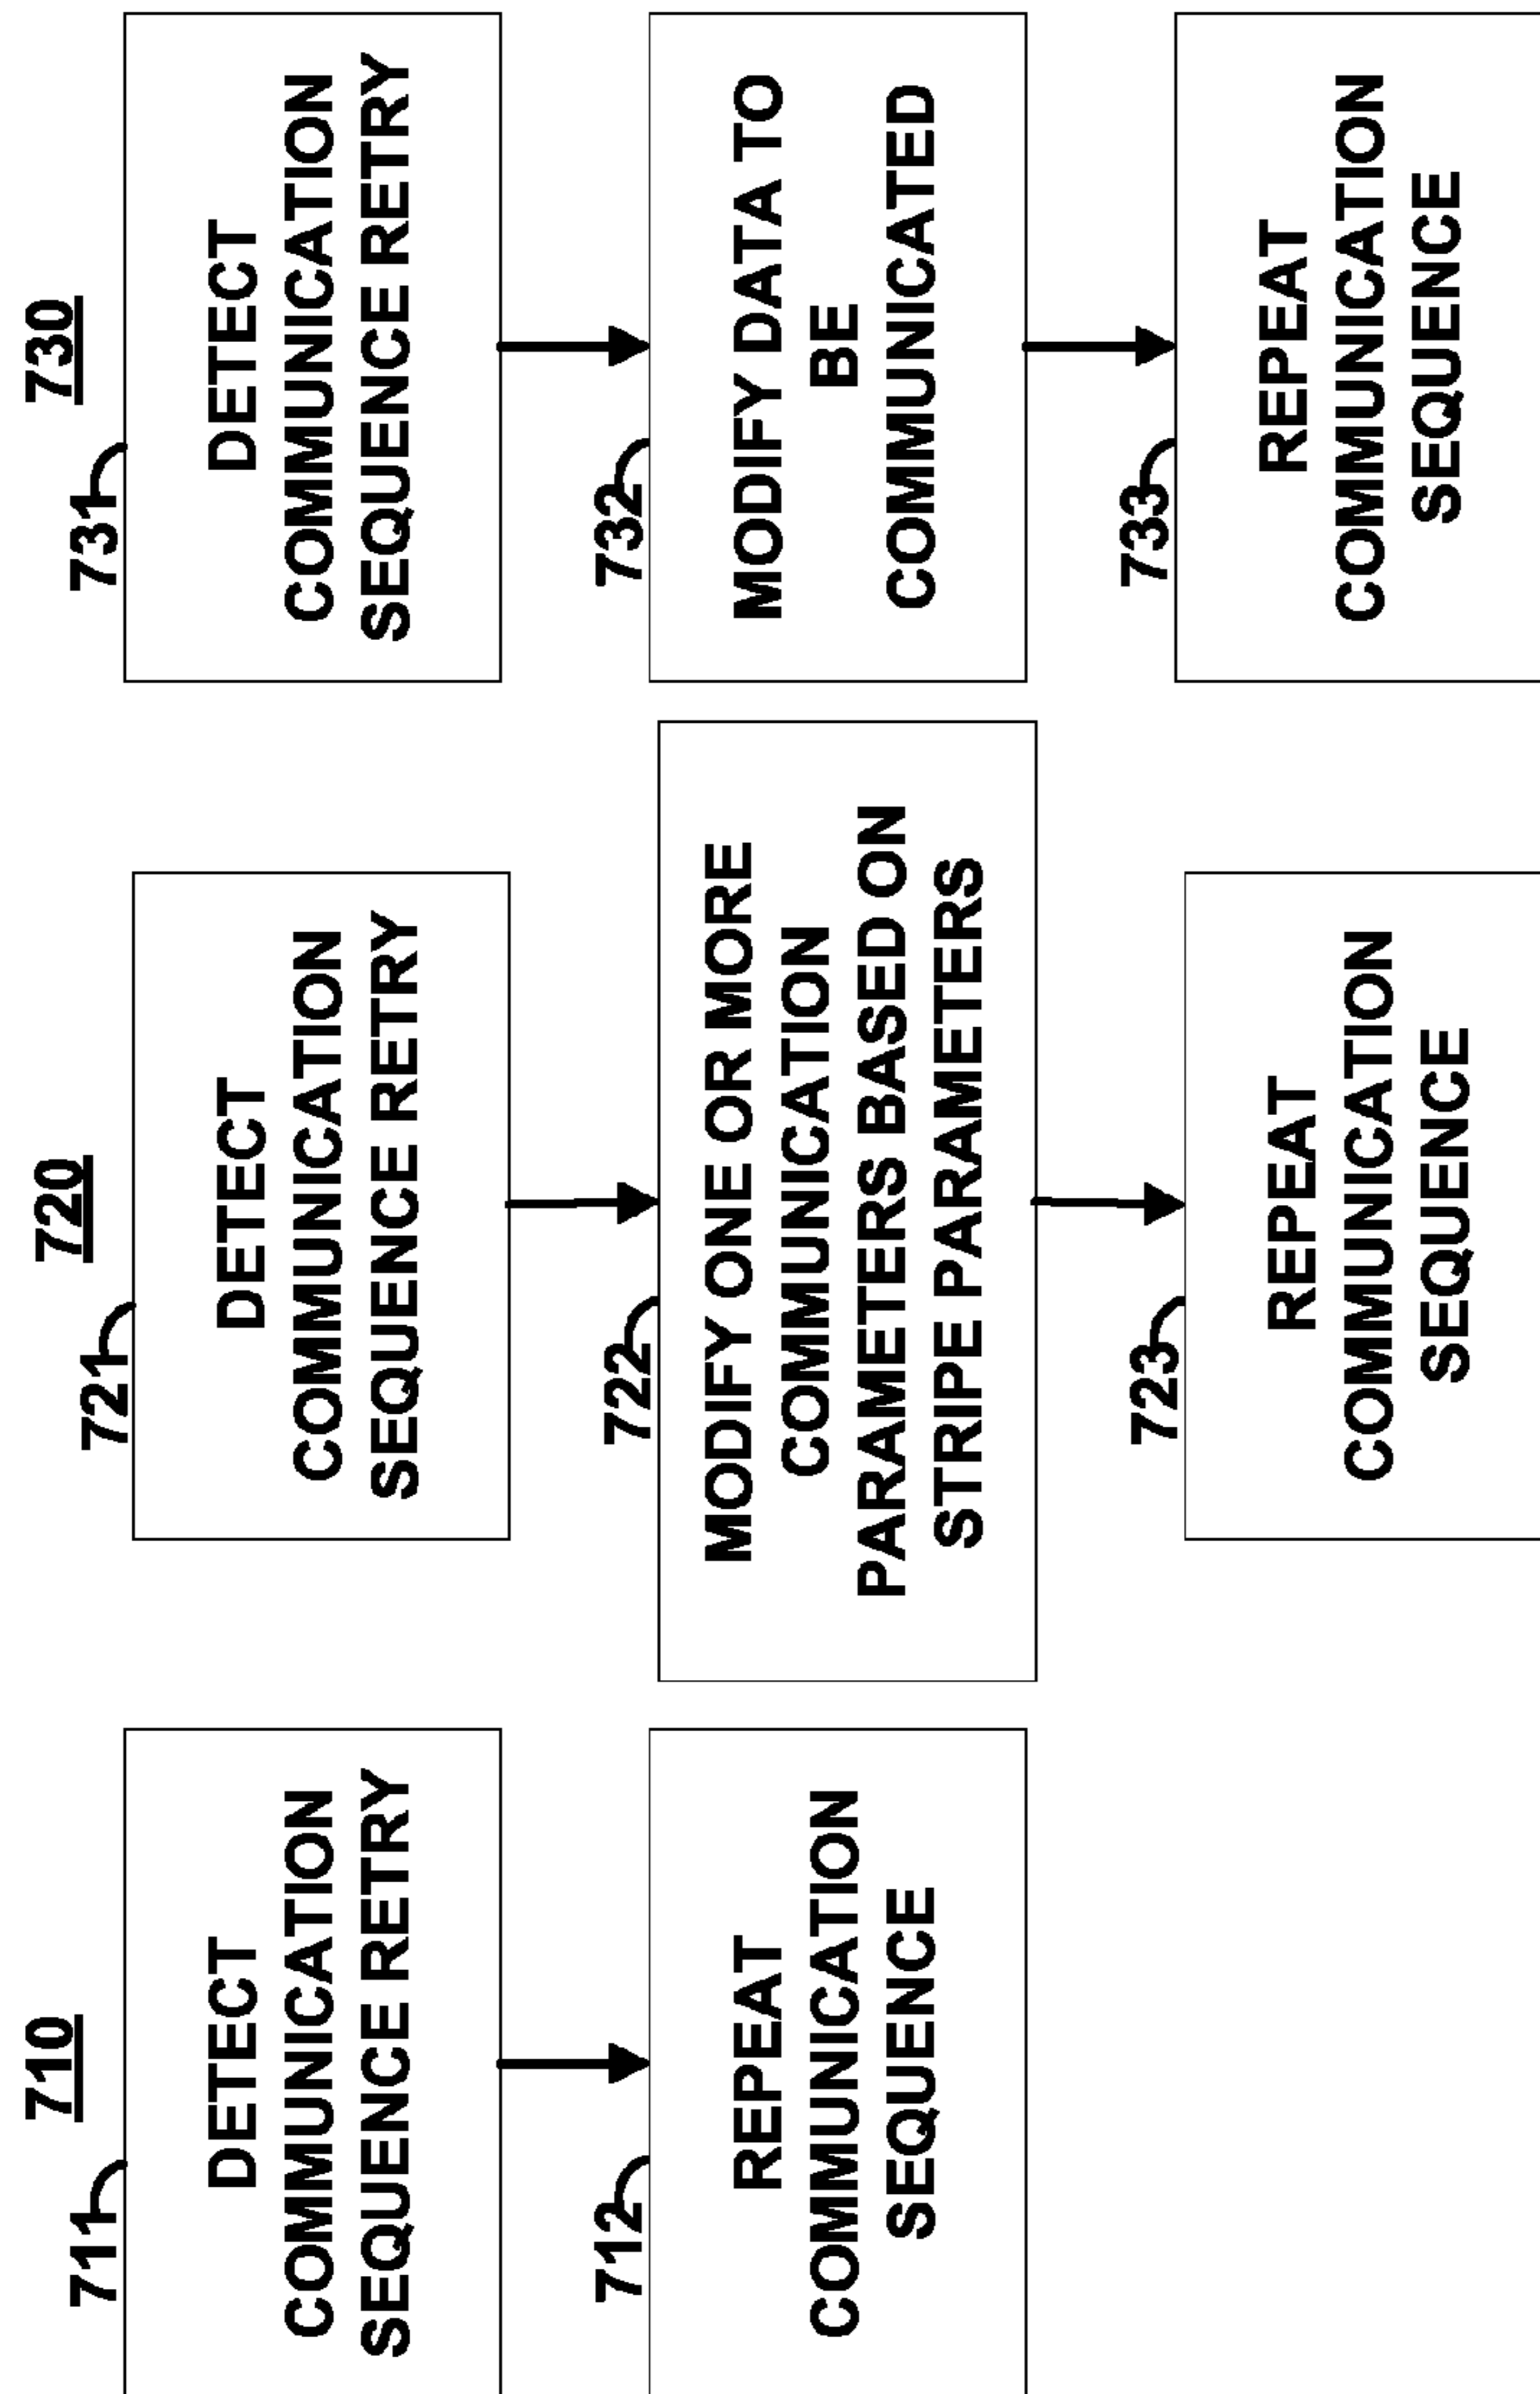 710
711
DETECT
COMMUNICATION
SEQUENCE RETRY
712
REPEAT
COMMUNICATION
SEQUENCE
720
721
DETECT
COMMUNICATION
SEQUENCE RETRY
722
MODIFY ONE OR MORE
COMMUNICATION
PARAMETERS BASED ON
STRIPE PARAMETERS
723
REPEAT
COMMUNICATION
SEQUENCE
730
731
DETECT
COMMUNICATION
SEQUENCE RETRY
732
MODIFY DATA TO
BE
COMMUNICATED
733
REPEAT
COMMUNICATION
SEQUENCE